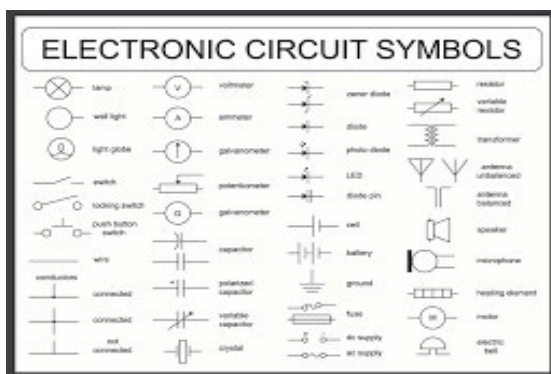 ELECTRONIC CIRCUIT SYMBOLS
lamp
wall light
light globe
switch
locking switch
push button
switch
wire
conductors
connected
connected
not
connected
V
voltmeter
A
ammeter
galvanometer
potentiometer
G
galvanometer
capacitor
polarized
capacitor
variable
capacitor
crystal
zener diode
diode
photo diode
LED
diode pin
cell
battery
ground
fuse
dc supply
ac supply
resistor
variable
resistor
transformer
antenna
unbalanced
antenna
balanced
speaker
microphone
heating element
M
motor
electric
bell